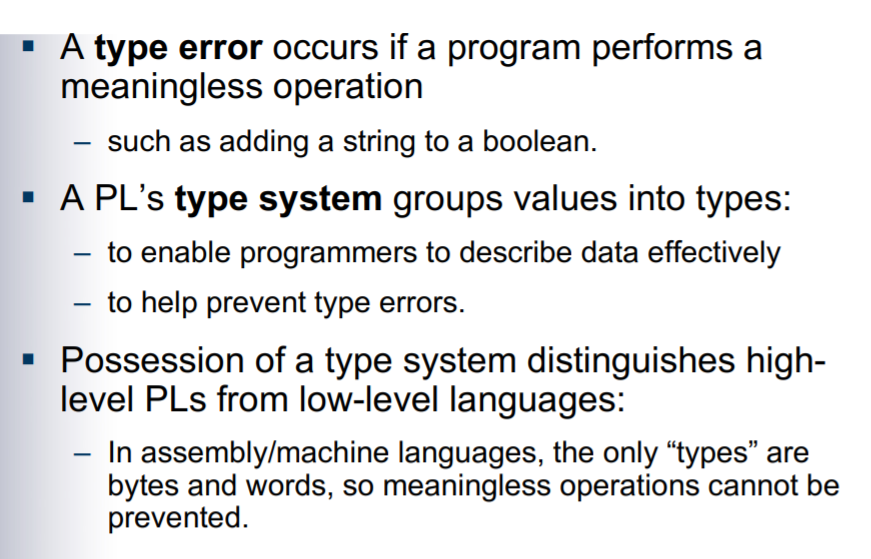 ▪ A type error occurs if a program performs a
meaningless operation
– such as adding a string to a boolean.
▪ A PL’s type system groups values into types:
– to enable programmers to describe data effectively
– to help prevent type errors.
▪ Possession of a type system distinguishes high-
level PLs from low-level languages:
– In assembly/machine languages, the only “types” are
bytes and words, so meaningless operations cannot be
prevented.